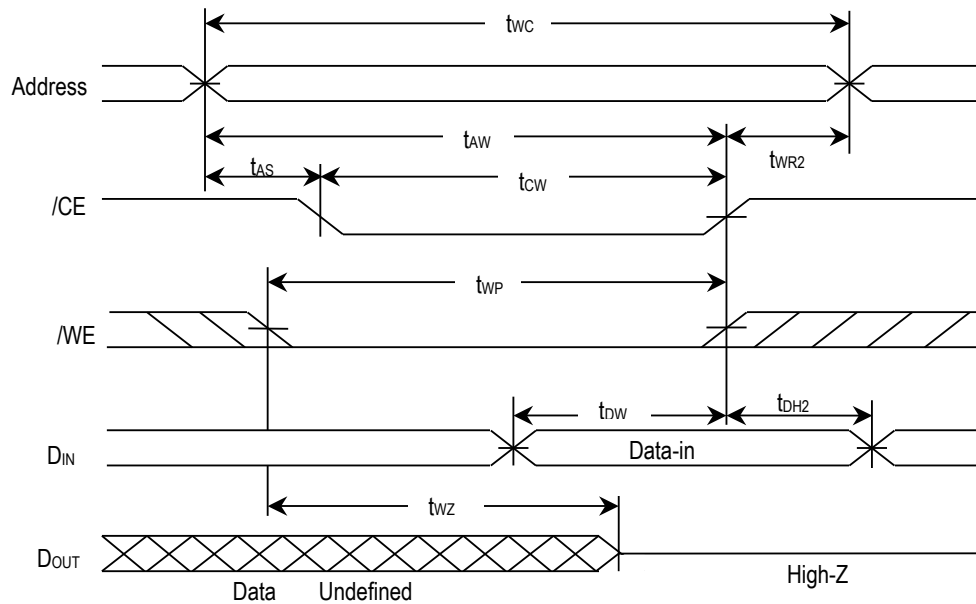 tWC
Address
tAW
tWR2
tAS
tCW
/CE
tWP
/WE
tDW
tDH2
DIN
Data-in
tWZ
DOUT
Data Undefined
High-Z